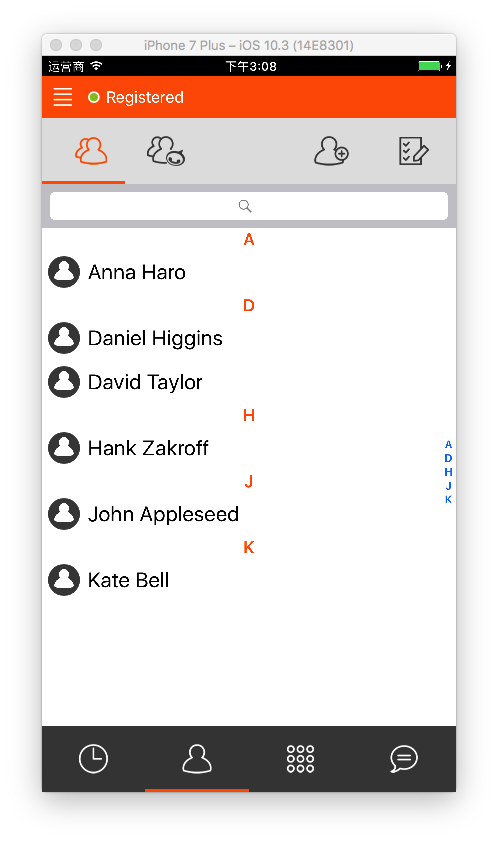 iPhone 7 Plus – iOS 10.3 (14E8301)
运营商 下午3:08
Registered
A
Anna Haro
D
Daniel Higgins
David Taylor
H
Hank Zakroff
J
John Appleseed
K
Kate Bell
A
D
H
J
K